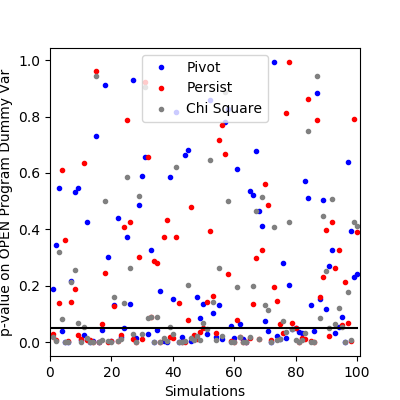 p-value on OPEN Program Dummy Var
1.0
0.8
0.6
0.4
0.2
0.0
Pivot
Persist
Chi Square
0 20 40 60 80 100
Simulations